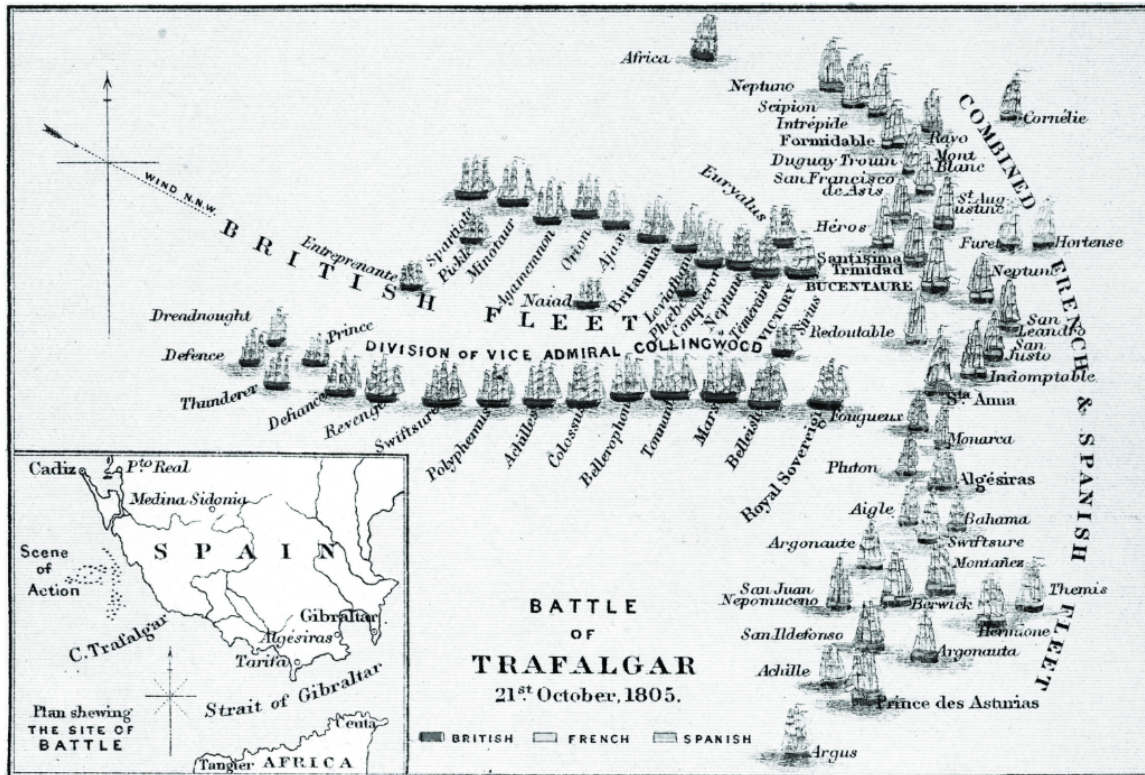 Africa
Neptuno
Scipion
Intrépide
Formidable
Duguay Trouin
San Francisco
de Asis
Rayo
Mont
Blanc
St. Aug
ustine
Cornélie
COMBINED
Héros
Santisima
Trinidad
BUCENTAURE
Furet
Hortense
Neptune
Redoutable
San
Leandro
San
Justo
Indomptable
Sta. Anna
Fougueux
Monarca
Pluton
Algésiras
Aigle
Bahama
Swiftsure
Argonaute
Montañez
San Juan
Nepomuceno
Berwick
Themis
Hermione
San Ildefonso
Argonauta
Achille
Prince des Asturias
Argus
FRENCH & SPANISH FLEET
WIND N.N.W.
BRITISH FLEET
Entreprenante
Spartiate
Pickle
Minotaur
Agamemnon
Orion
Ajax
Naiad
Britannia
Leviathan
Phoebe
Conqueror
Neptune
Témeraire
VICTORY
Euryalus
Sirius
DIVISION OF VICE ADMIRAL COLLINGWOOD
Drednought
Defence
Prince
Thunderer
Defiance
Revenge
Swiftsure
Polyphemus
Achilles
Colossus
Bellerophon
Tonnant
Mars
Belleisle
Royal Sovereign
BATTLE
OF
TRAFALGAR
21st. October, 1805.
BRITISH FRENCH SPANISH
Cadiz
Pto Real
Medina Sidonia
SPAIN
Scene
of
Action
Gibraltar
Algésiras
C. Trafalgar
Tarifa
Strait of Gibraltar
Plan shewing
THE SITE OF
BATTLE
Ceuta
Tangier
AFRICA